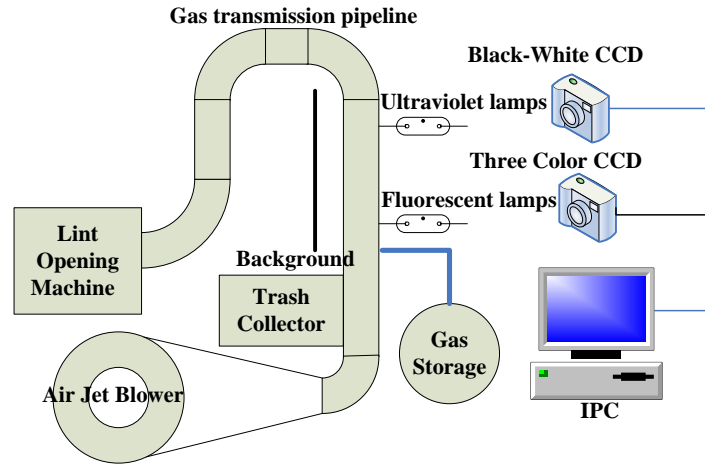 Gas transmission pipeline
Black-White CCD
Ultraviolet lamps
Three Color CCD
Fluorescent lamps
Lint
Opening
Machine
Background
Trash
Collector
Gas
Storage
Air Jet Blower
IPC